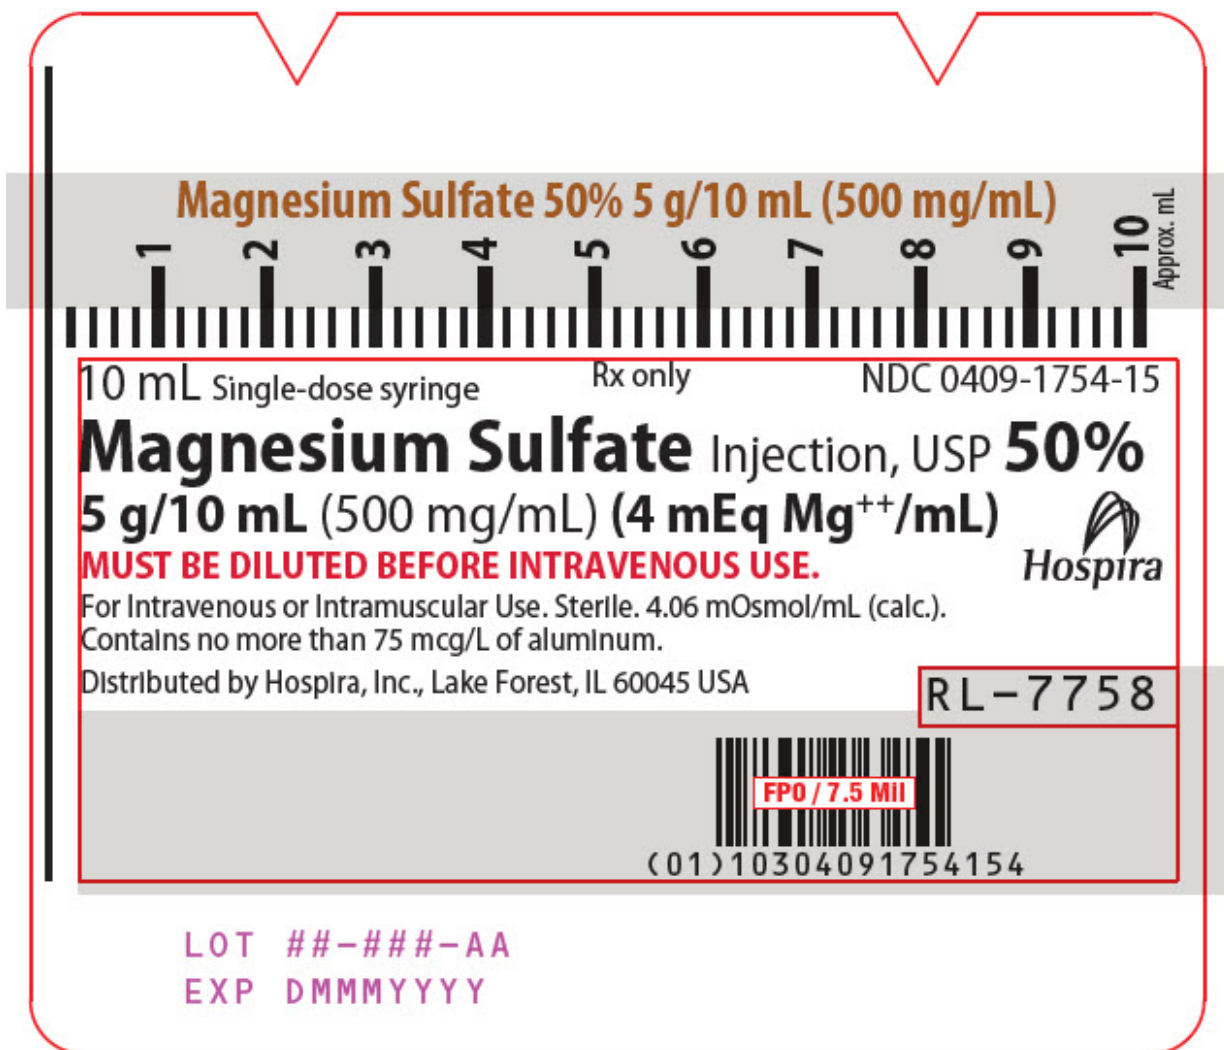 Magnesium Sulfate 50% 5 g/10 mL (500 mg/mL)
1 2 3 4 5 6 7 8 9 10
Approx. mL
10 mL Single-dose syringe Rx only NDC 0409-1754-15
Magnesium Sulfate Injection, USP 50%
5 g/10 mL (500 mg/mL) (4 mEq Mg⁺⁺/mL)
Hospira
MUST BE DILUTED BEFORE INTRAVENOUS USE.
For Intravenous or Intramuscular Use. Sterile. 4.06 mOsmol/mL (calc.).
Contains no more than 75 mcg/L of aluminum.
Distributed by Hospira, Inc., Lake Forest, IL 60045 USA
RL-7758
FPO / 7.5 Mil
(01)10304091754154
LOT ##-###-AA
EXP DMMMYYYY